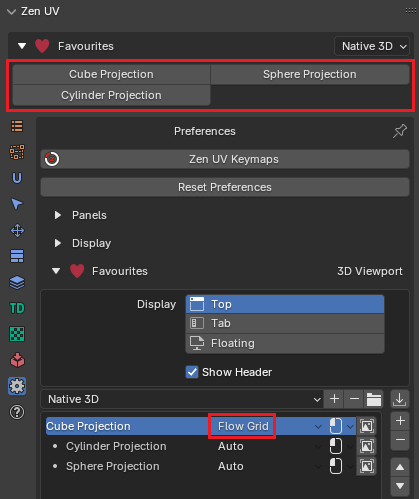 Zen UV
Favourites Native 3D
Cube Projection Sphere Projection
Cylinder Projection
Preferences
Zen UV Keymaps
Reset Preferences
Panels
Display
Favourites 3D Viewport
Display Top
Tab
Floating
Show Header
TD
Native 3D
Cube Projection Flow Grid
Cylinder Projection Auto
Sphere Projection Auto